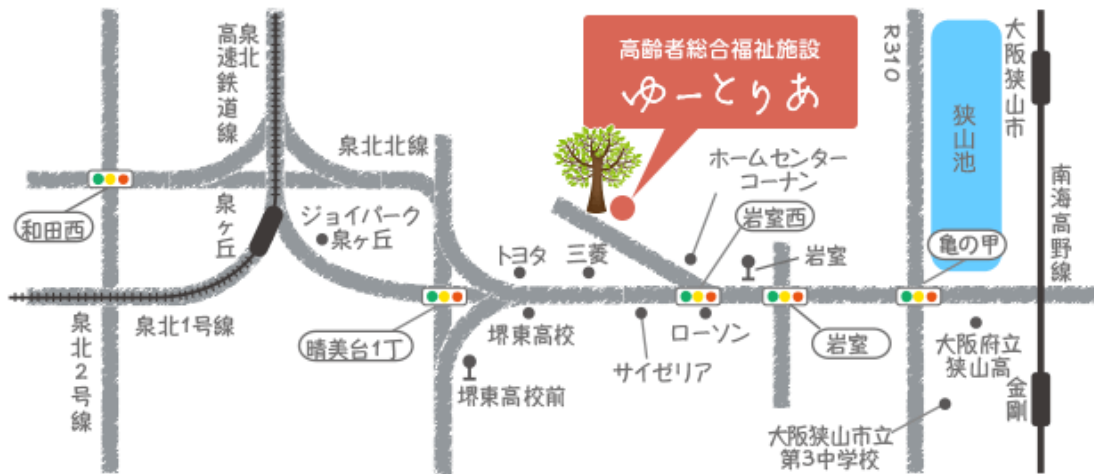 泉北
高速鉄道線
高齢者総合福祉施設
ゆーとりあ
R310
狭山池
大阪狭山市
泉北北線
ホームセンター
コーナン
南海高野線
和田西
泉ヶ丘
ジョイパーク
泉ヶ丘
岩室西
亀の甲
トヨタ
三菱
岩室
泉北1号線
晴美台1丁
堺東高校
ローソン
岩室
泉北2号線
サイゼリア
大阪府立
狭山高
堺東高校前
金剛
大阪狭山市立
第3中学校